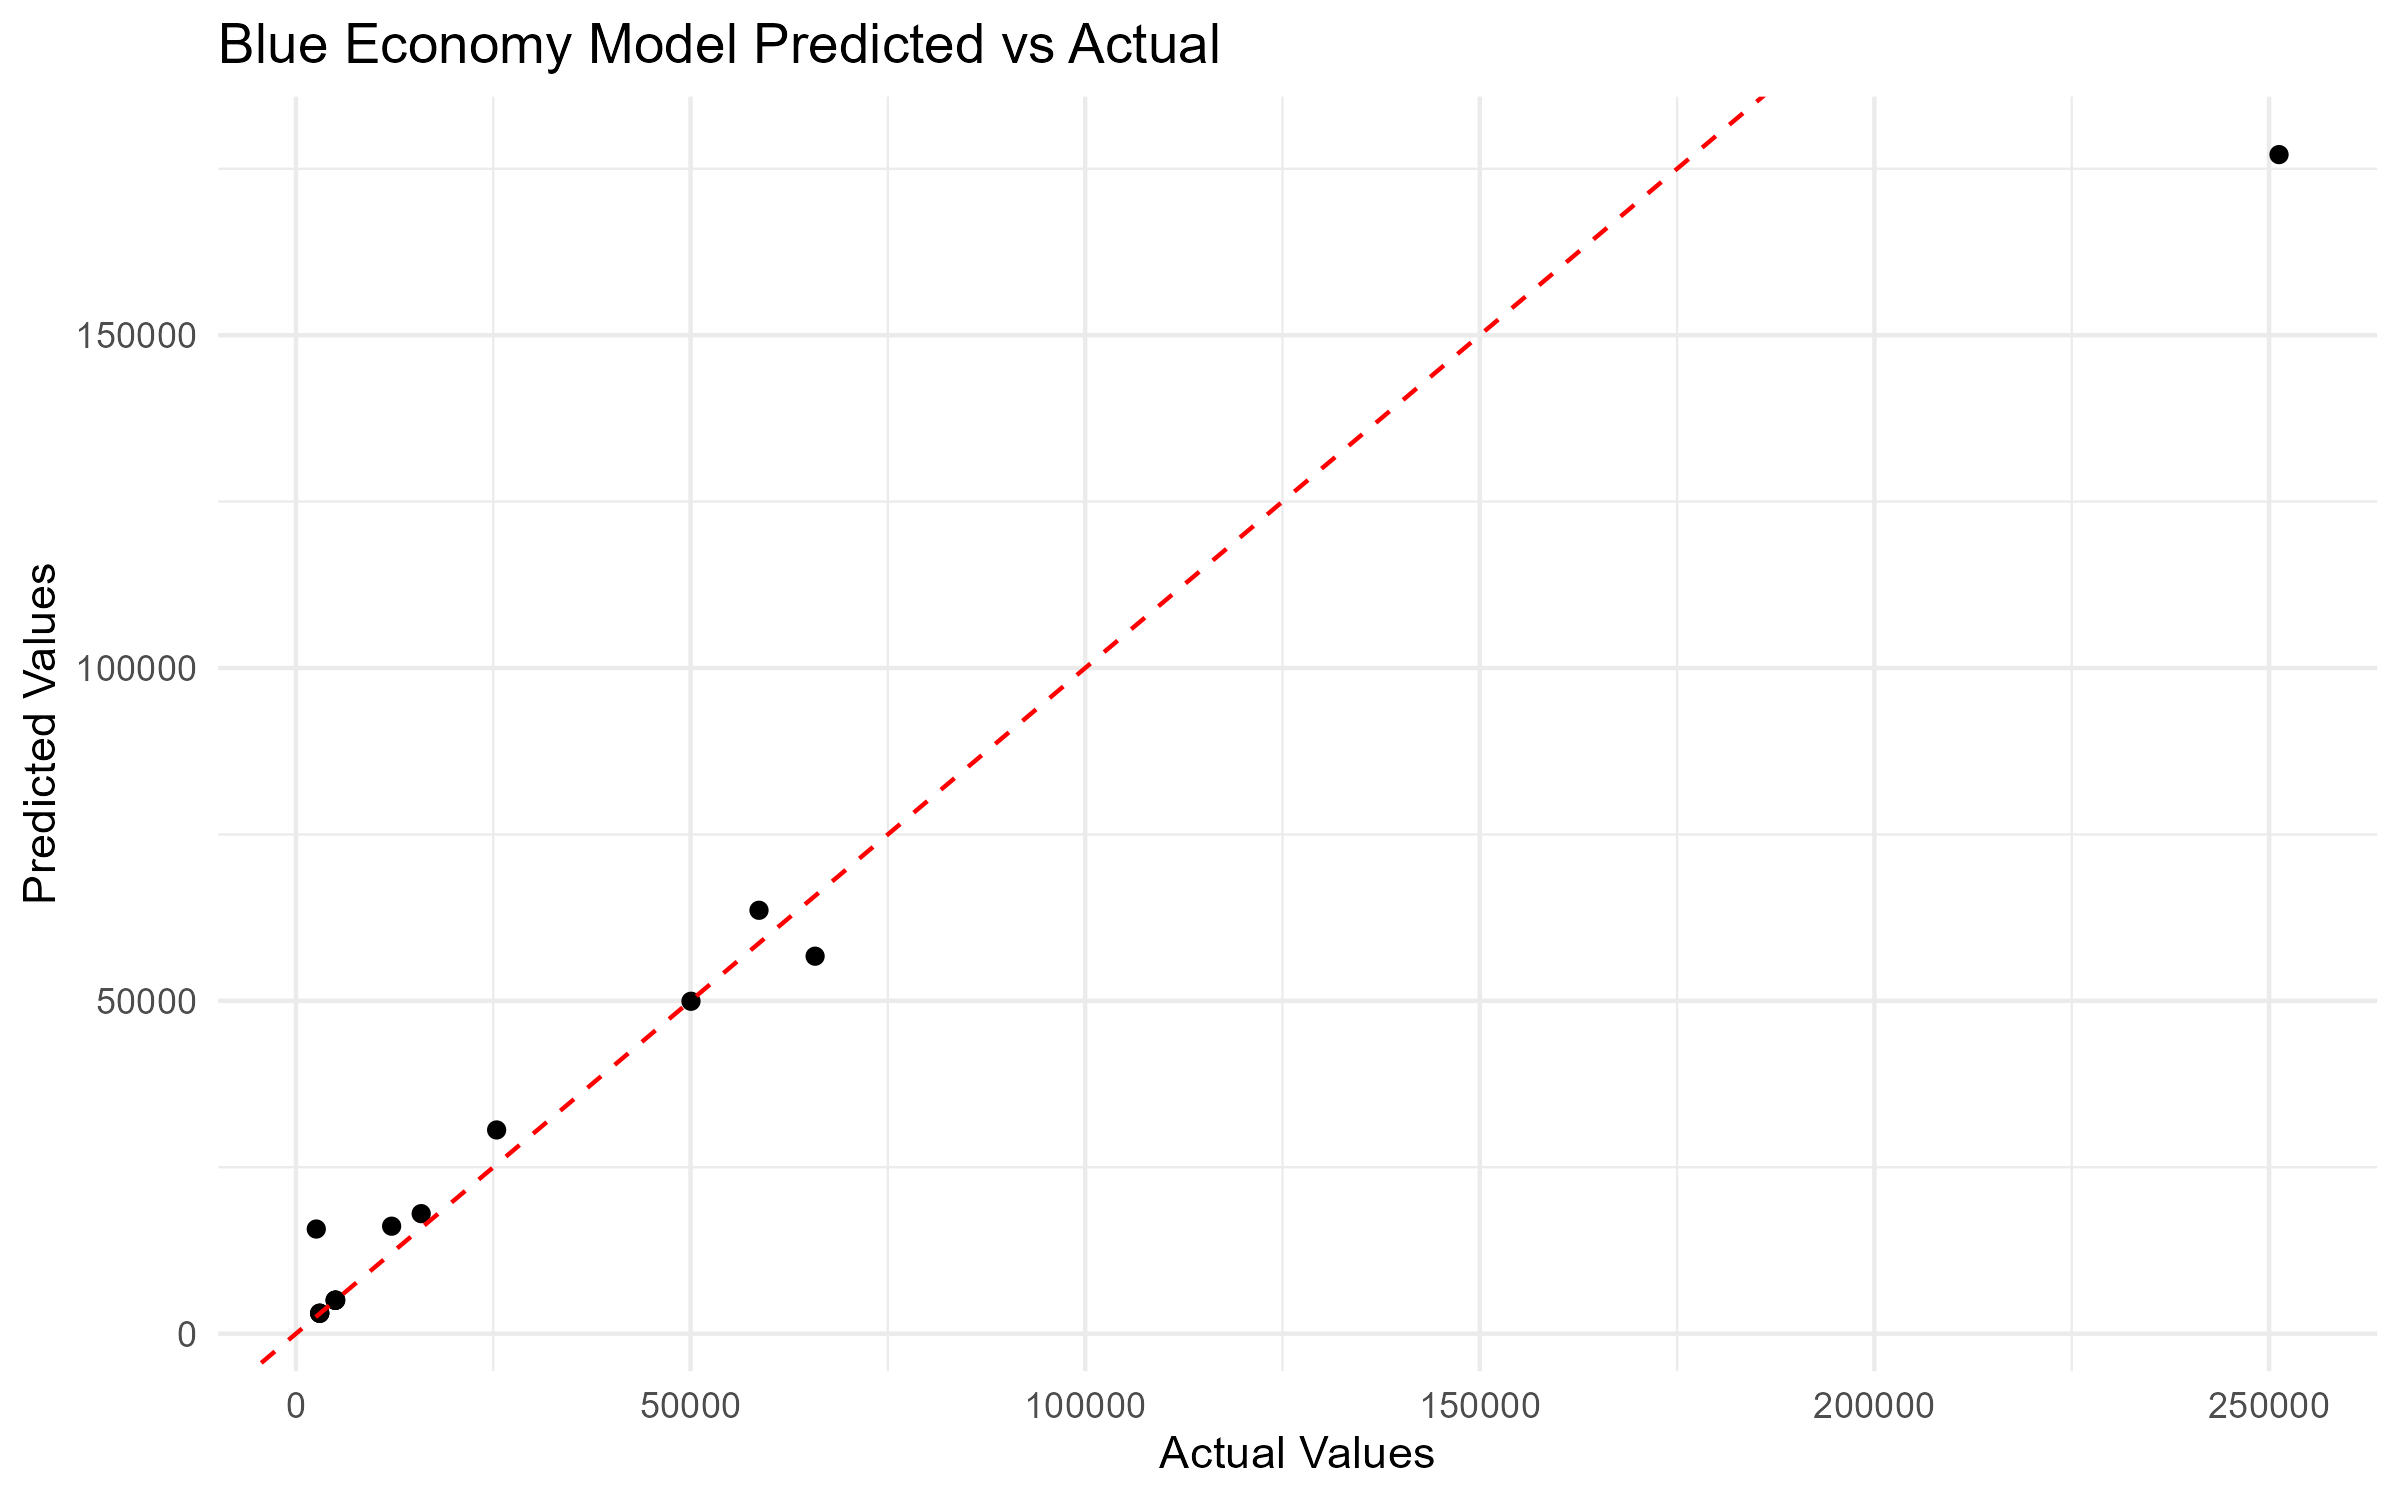 Blue Economy Model Predicted vs Actual
Predicted Values
150000
100000
50000
0
0 50000 100000 150000 200000 250000
Actual Values